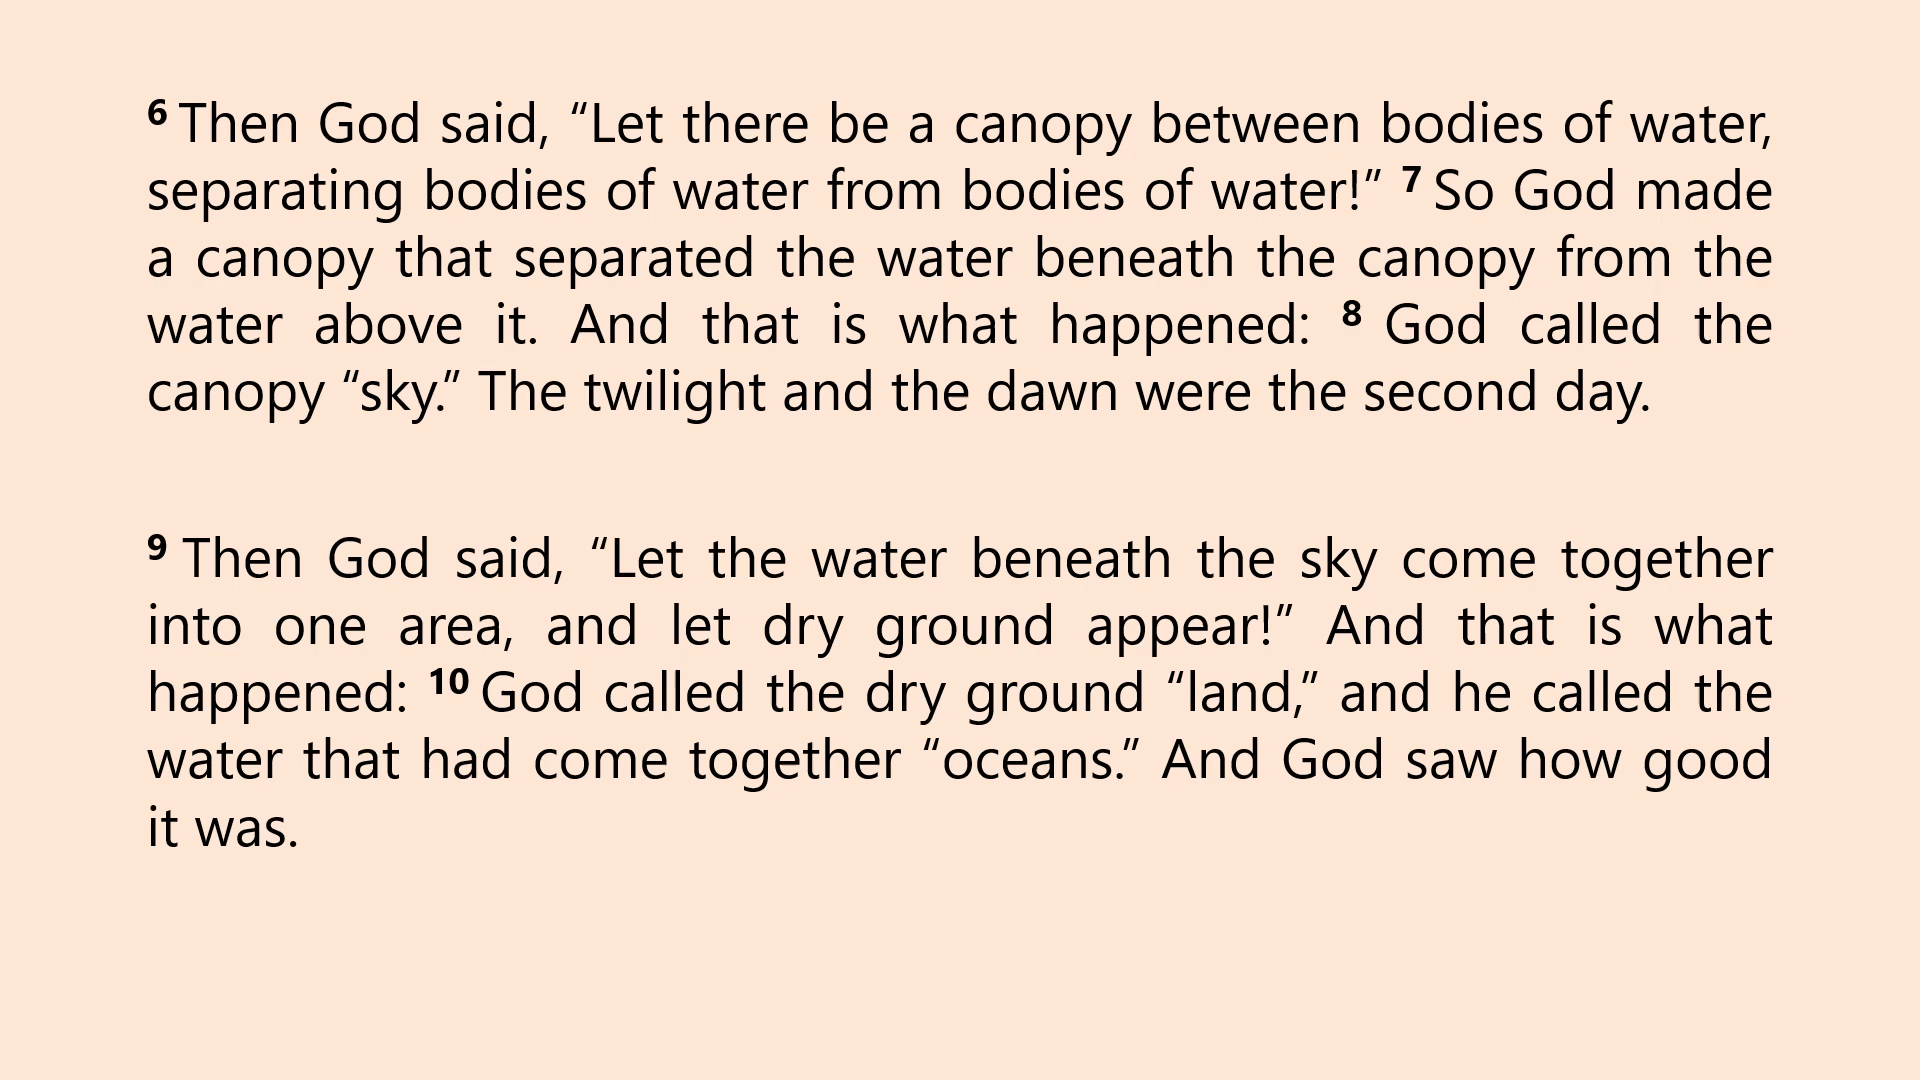 6 Then God said, “Let there be a canopy between bodies of water,
separating bodies of water from bodies of water!” 7 So God made
a canopy that separated the water beneath the canopy from the
water above it. And that is what happened: 8 God called the
canopy “sky.” The twilight and the dawn were the second day.
9 Then God said, “Let the water beneath the sky come together
into one area, and let dry ground appear!” And that is what
happened: 10 God called the dry ground “land,” and he called the
water that had come together “oceans.” And God saw how good
it was.